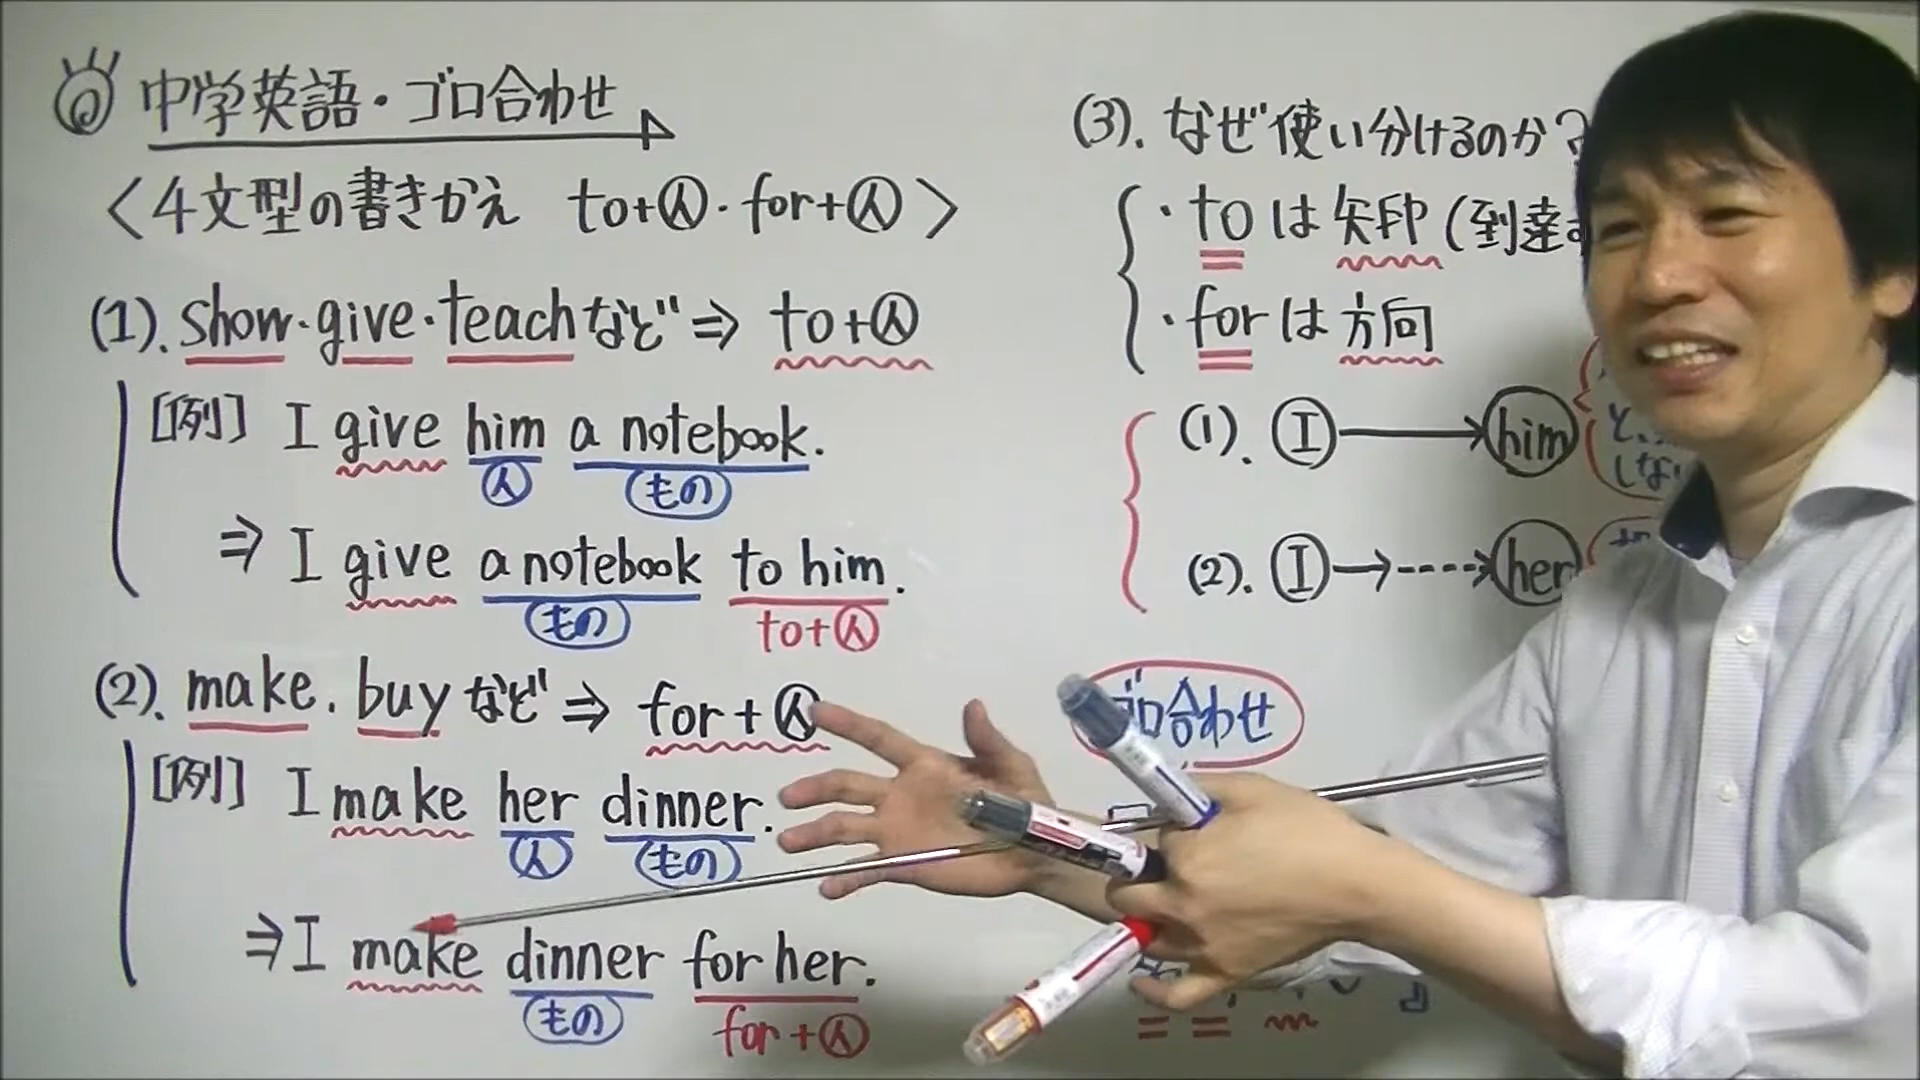 中学英語・ゴロ合わせ
<4文型の書きかえ to+人・for+人>
(1). show・give・teachなど⇒ to+人
[例] I give him a notebook.
人 もの
⇒ I give a notebook to him.
もの to+人
(2). make. buyなど⇒ for+人
[例] I make her dinner.
人 もの
⇒I make dinner for her.
もの for+人
(3). なぜ使い分けるのか?
・toは矢印(到達
・forは方向
(1). I → him
と
しな
(2). I → ---> her
ゴロ合わせ